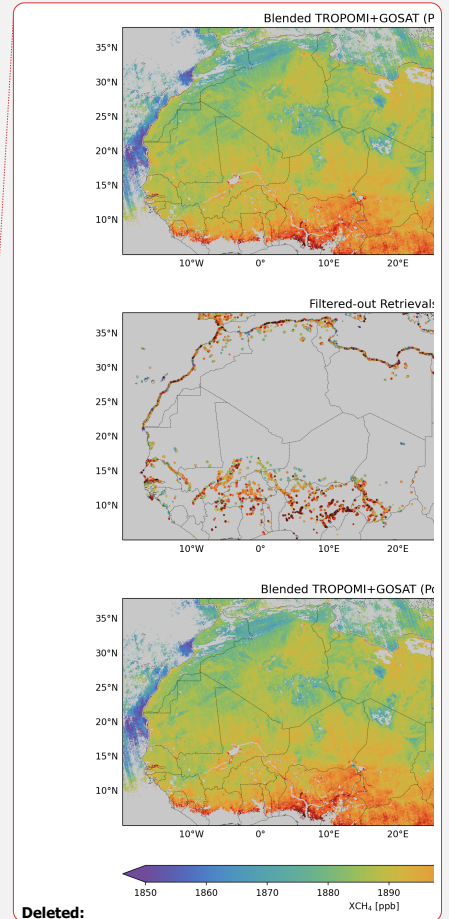 Blended TROPOMI+GOSAT (P
35°N
30°N
25°N
20°N
15°N
10°N
10°W 0° 10°E 20°E
Filtered-out Retrievals
35°N
30°N
25°N
20°N
15°N
10°N
10°W 0° 10°E 20°E
Blended TROPOMI+GOSAT (Po
35°N
30°N
25°N
20°N
15°N
10°N
10°W 0° 10°E 20°E
1850 1860 1870 1880 1890
XCH₄ [ppb]
Deleted: